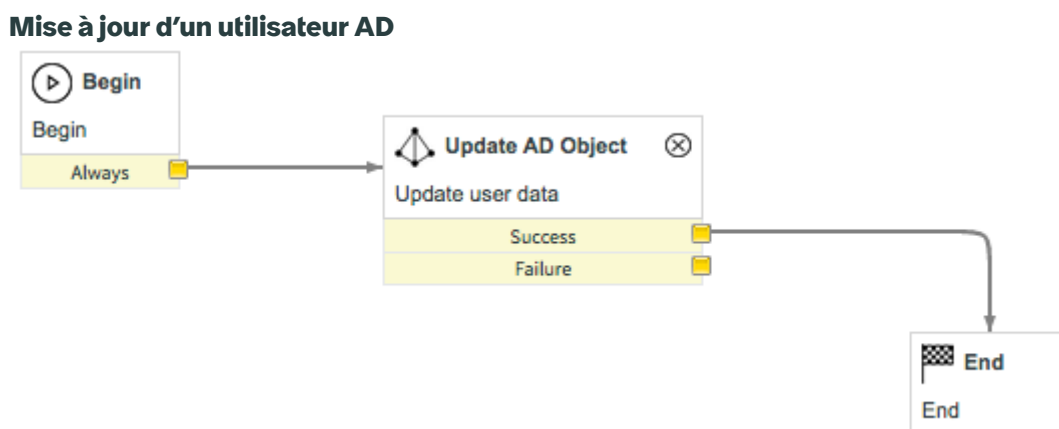 Mise à jour d’un utilisateur AD
Begin
Begin
Always
Update AD Object
Update user data
Success
Failure
End
End